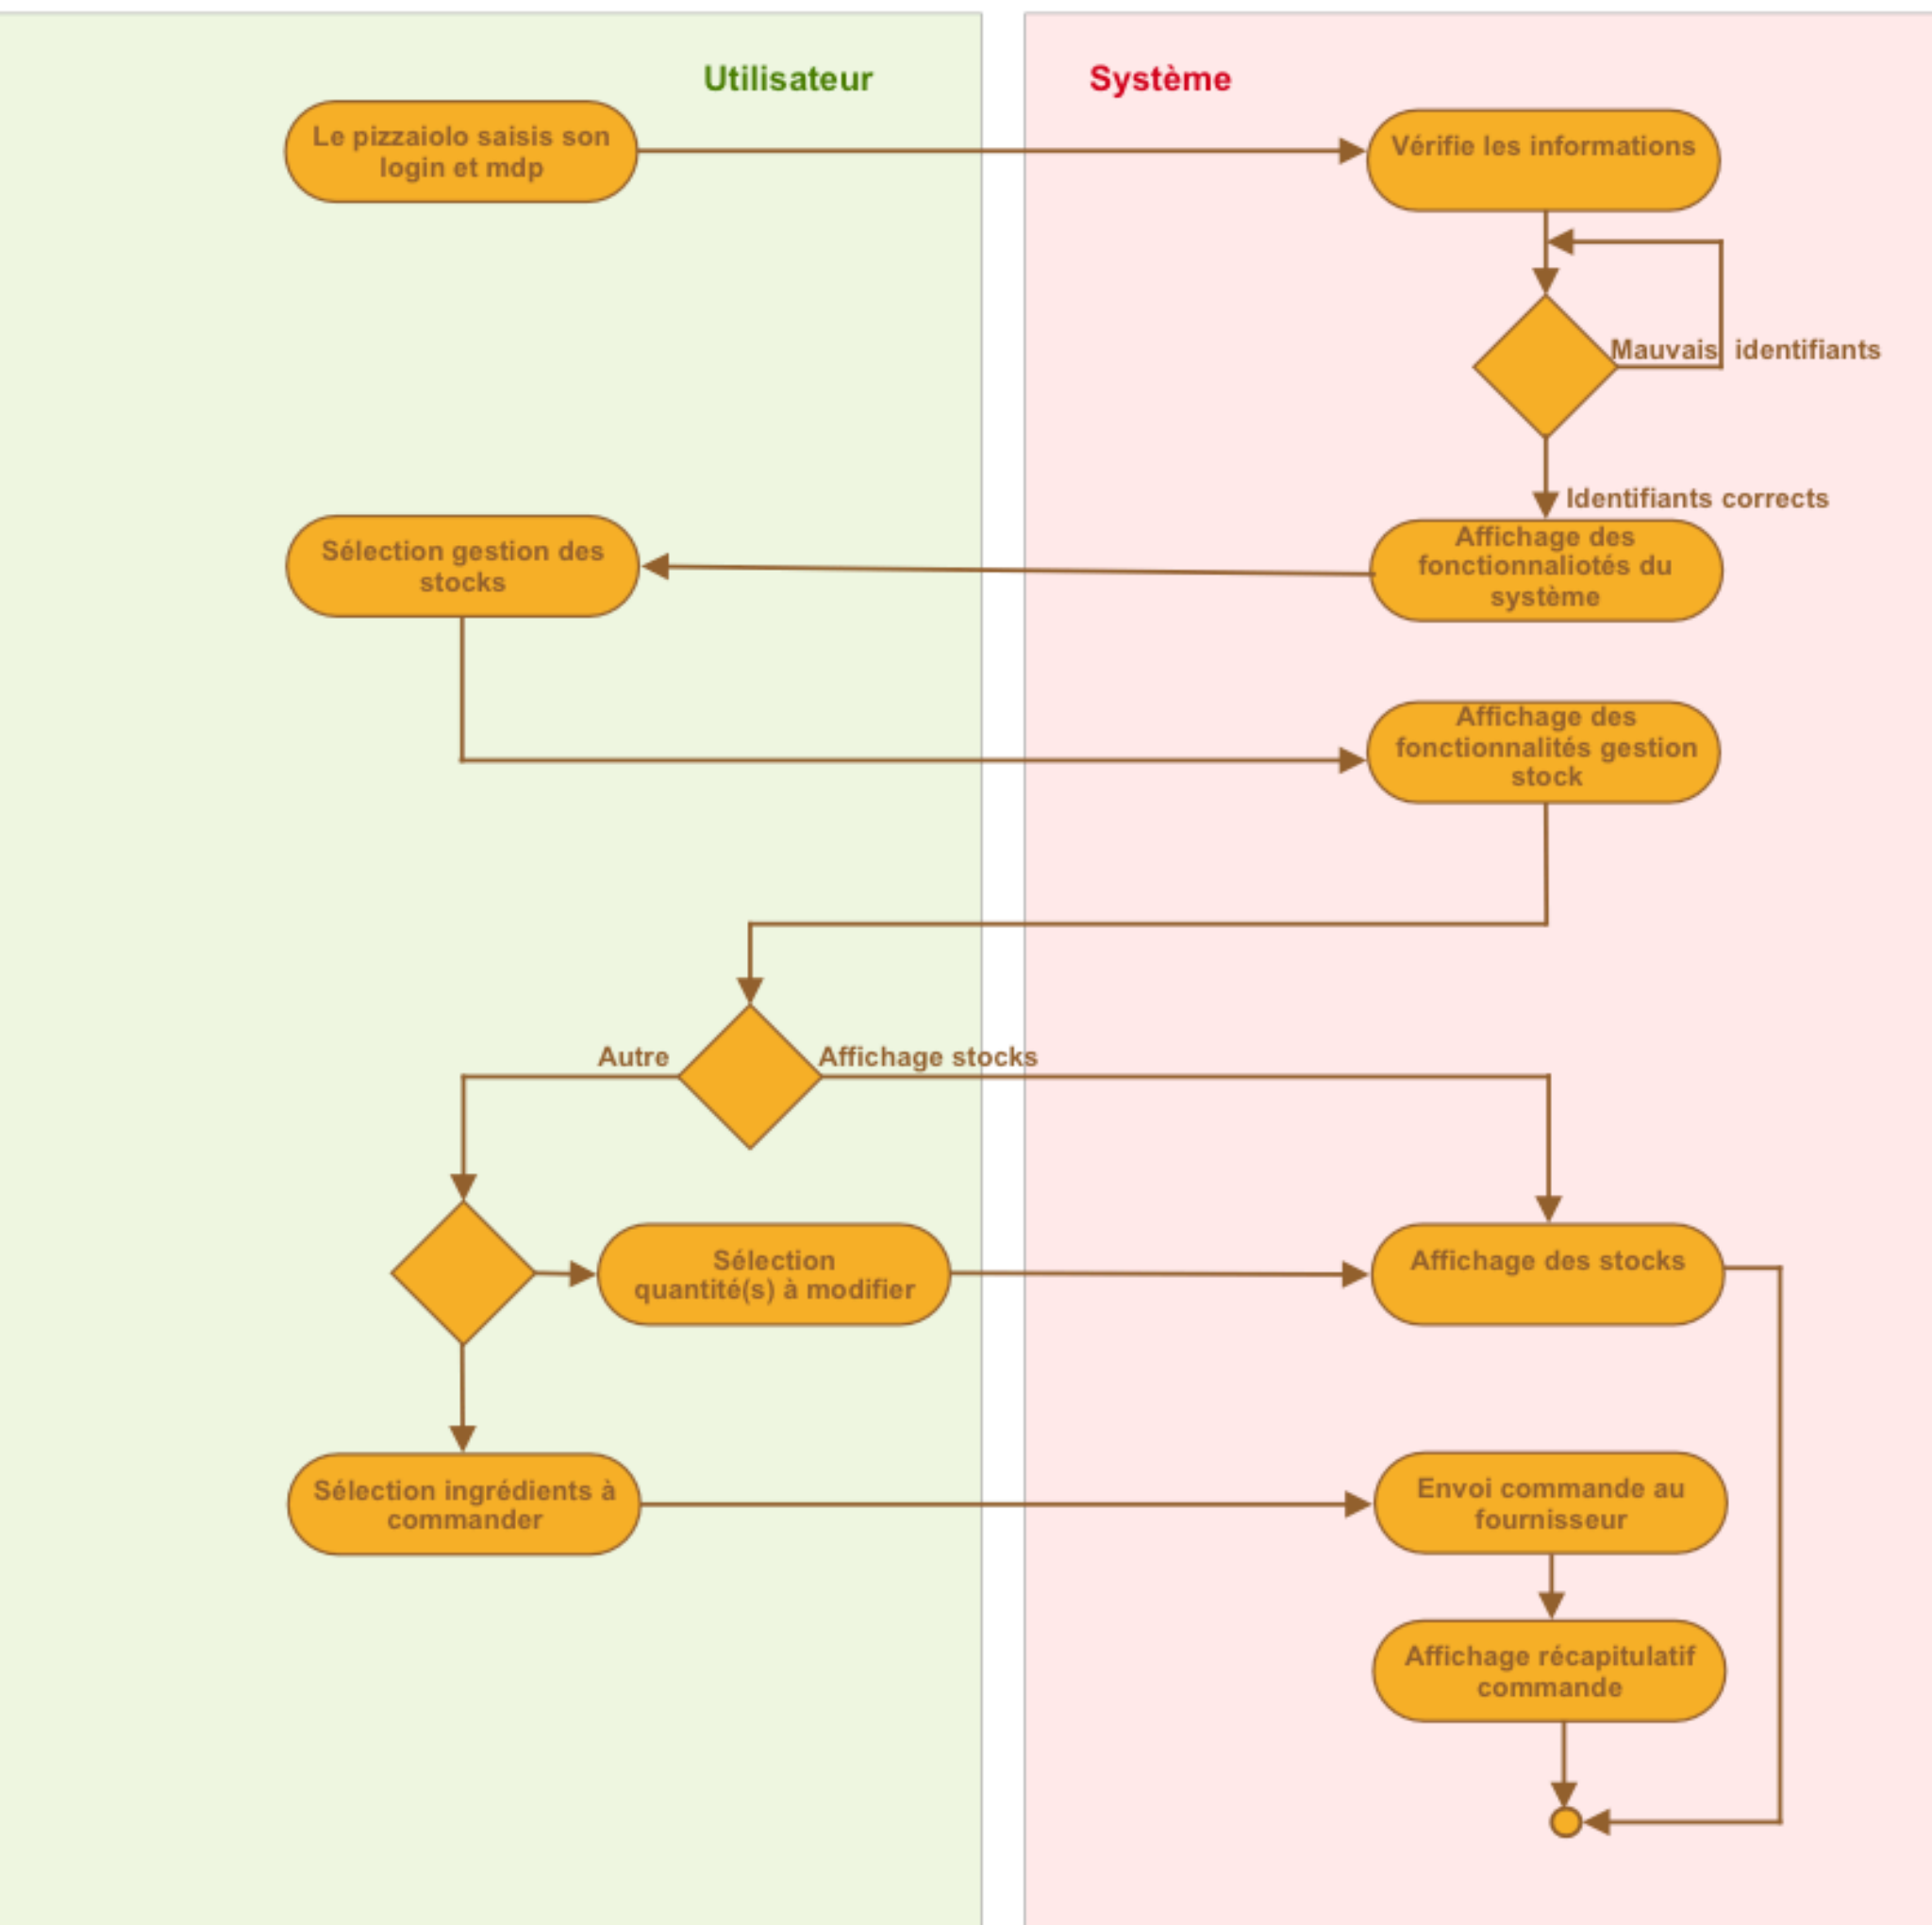 Utilisateur
Système
Le pizzaiolo saisis son
login et mdp
Vérifie les informations
Mauvais identifiants
Identifiants corrects
Sélection gestion des
stocks
Affichage des
fonctionnaliotés du
système
Affichage des
fonctionnalités gestion
stock
Autre
Affichage stocks
Sélection
quantité(s) à modifier
Affichage des stocks
Sélection ingrédients à
commander
Envoi commande au
fournisseur
Affichage récapitulatif
commande